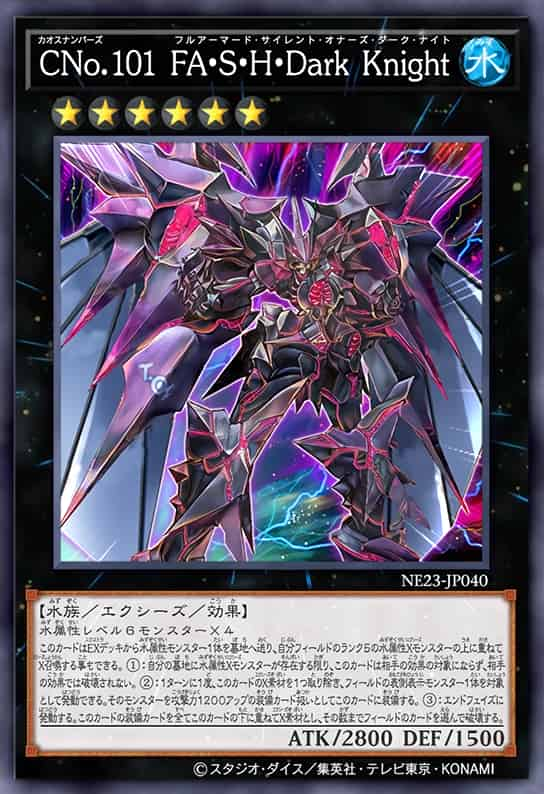 カオスナンバーズ フルアーマード・サイレント・オナーズ・ダーク・ナイト
CNo.101 FA・S・H・Dark Knight 水
NE23-JP040
【水族／エクシーズ／効果】
水属性レベル６モンスター×４
このカードはEXデッキから水属性モンスター1体を墓地へ送り、自分フィールドのランク5の水属性Xモンスターの上に重ねて
X召喚する事もできる。①：自分の墓地に水属性Xモンスターが存在する限り、このカードは相手の効果の対象にならず、相手
の効果では破壊されない。②：1ターンに1度、このカードのX素材を1つ取り除き、フィールドの表側表示モンスター1体を対象
として発動できる。そのモンスターを攻撃力1200アップの装備カード扱いとしてこのカードに装備する。③：エンドフェイズに
発動する。このカードの装備カードを全てこのカードの下に重ねてX素材とし、その数までフィールドのカードを選んで破壊する。
ATK/2800 DEF/1500
©スタジオ・ダイス／集英社・テレビ東京・KONAMI